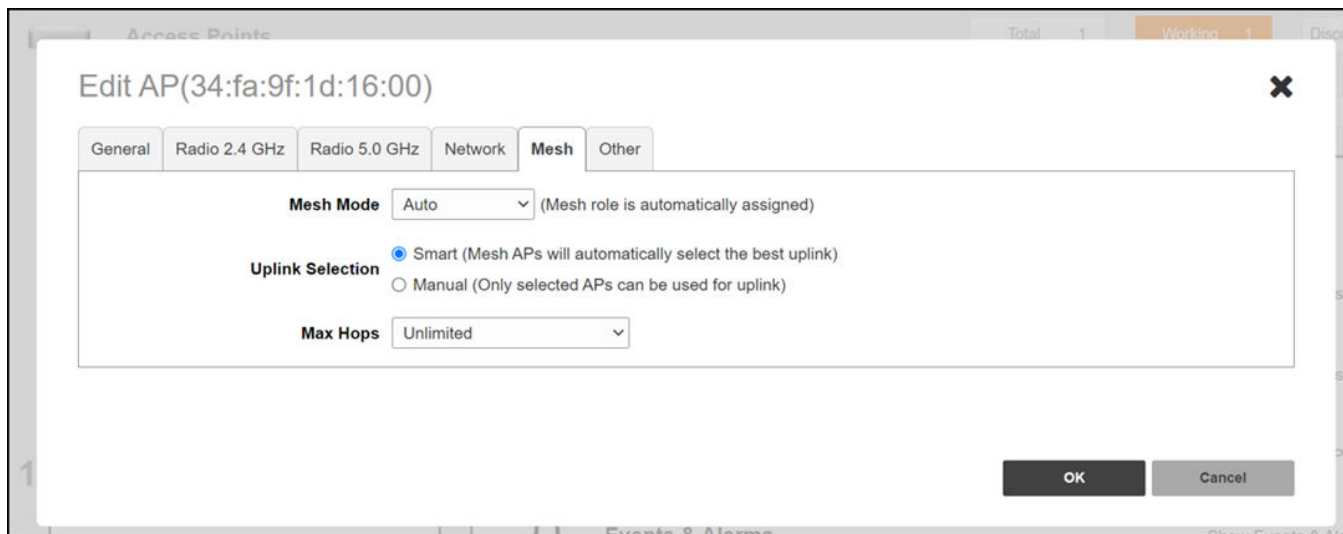 Access Points
Total 1 Working 1 Disc
Edit AP(34:fa:9f:1d:16:00)
General Radio 2.4 GHz Radio 5.0 GHz Network Mesh Other
Mesh Mode Auto (Mesh role is automatically assigned)
Smart (Mesh APs will automatically select the best uplink)
Uplink Selection
Manual (Only selected APs can be used for uplink)
Max Hops Unlimited
OK Cancel
1
Events & Alarms